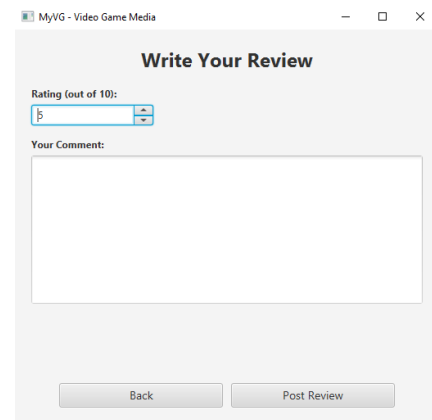 MyVG - Video Game Media
Write Your Review
Rating (out of 10):
5
Your Comment:
Back
Post Review